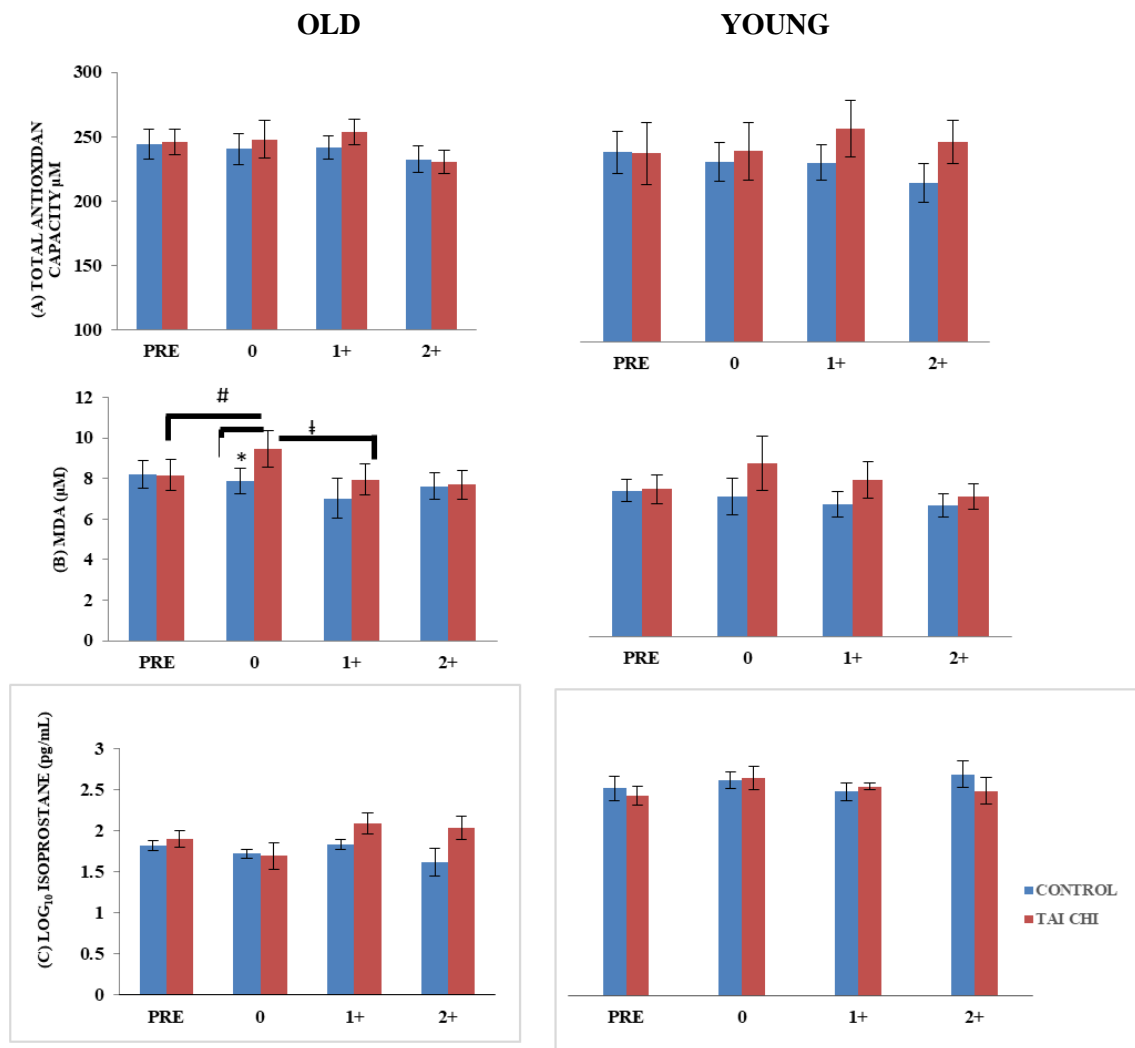 OLD
YOUNG
(A) TOTAL ANTIOXIDAN
CAPACITY µM
300
250
200
150
100
PRE 0 1+ 2+
PRE 0 1+ 2+
(B) MDA (µM)
12
10
8
6
4
2
0
#
*
ǂ
PRE 0 1+ 2+
PRE 0 1+ 2+
(C) LOG₁₀ ISOPROSTANE (pg/mL)
3
2.5
2
1.5
1
0.5
0
PRE 0 1+ 2+
PRE 0 1+ 2+
CONTROL
TAI CHI